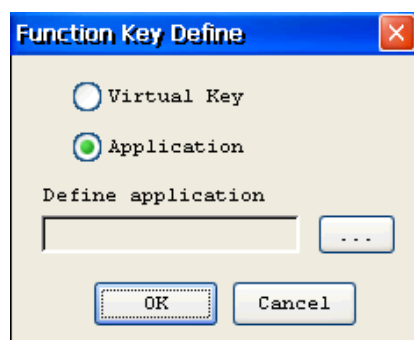 Function Key Define
Virtual Key
Application
Define application
...
OK
Cancel